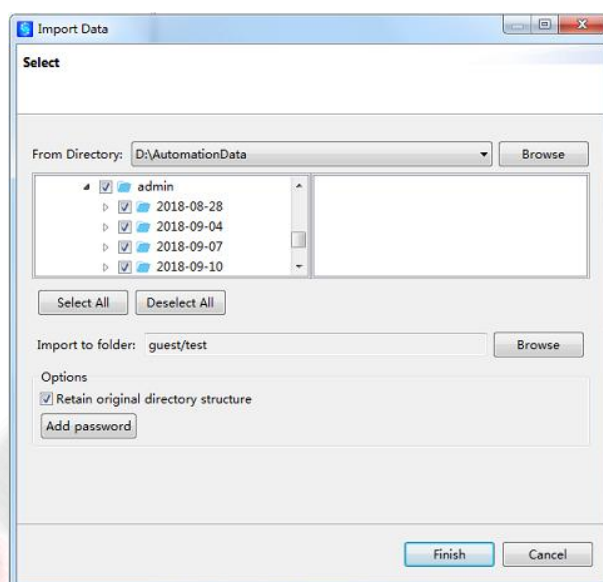 Import Data
Select
From Directory: D:\AutomationData Browse
admin
2018-08-28
2018-09-04
2018-09-07
2018-09-10
Select All Deselect All
Import to folder: guest/test Browse
Options
Retain original directory structure
Add password
Finish Cancel